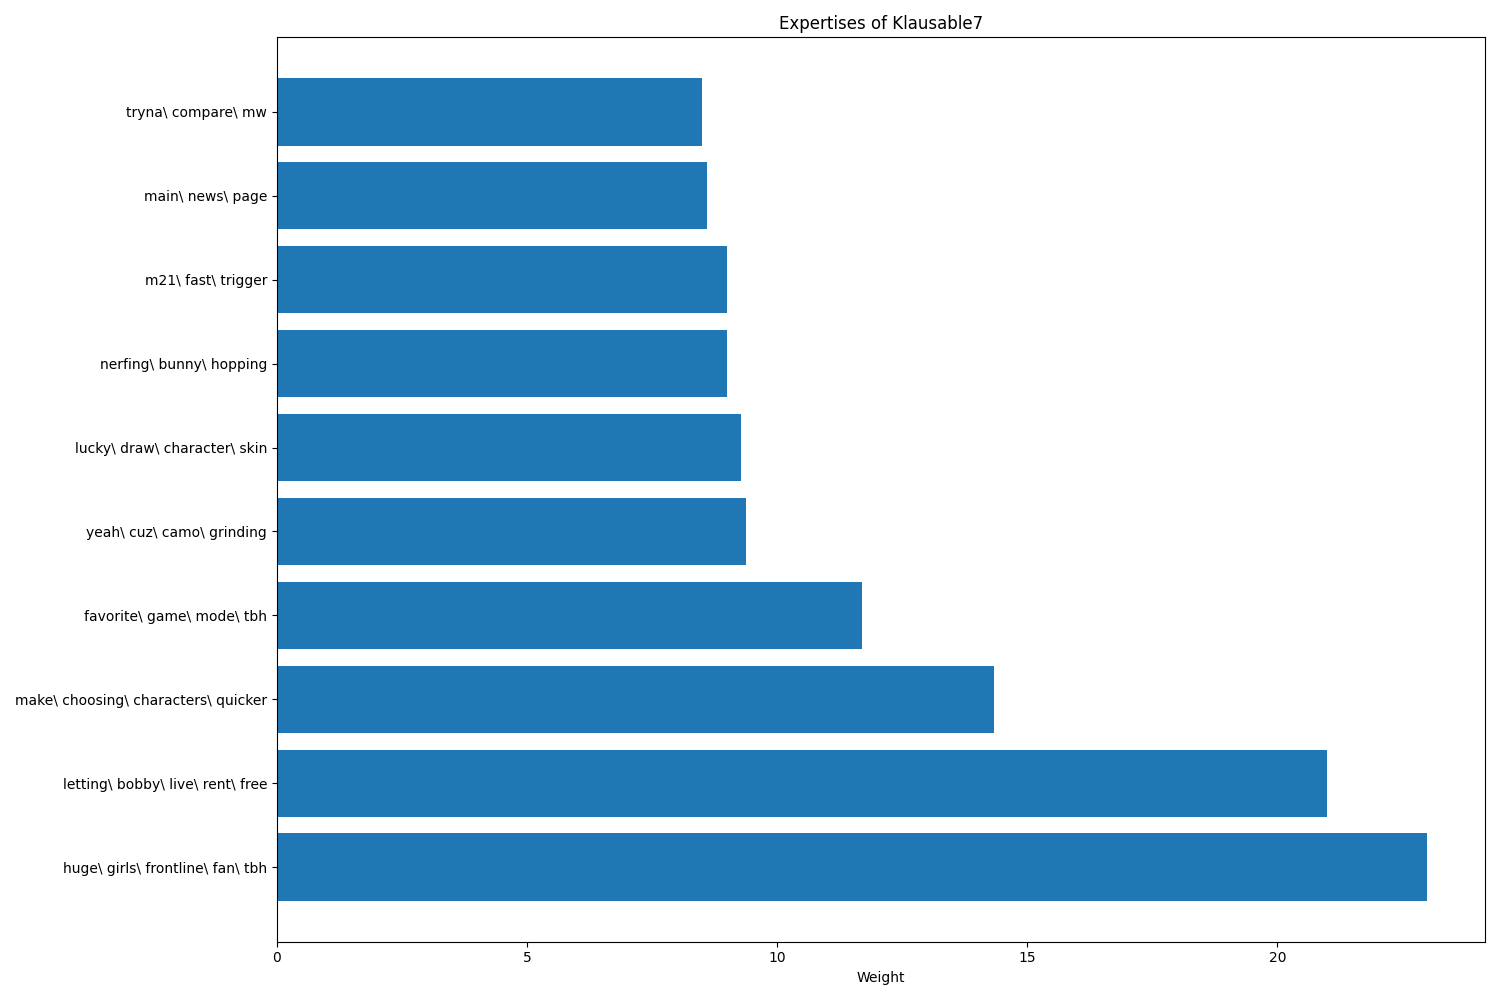 Expertises of Klausable7
tryna\ compare\ mw
main\ news\ page
m21\ fast\ trigger
nerfing\ bunny\ hopping
lucky\ draw\ character\ skin
yeah\ cuz\ camo\ grinding
favorite\ game\ mode\ tbh
make\ choosing\ characters\ quicker
letting\ bobby\ live\ rent\ free
huge\ girls\ frontline\ fan\ tbh
0 5 10 15 20
Weight